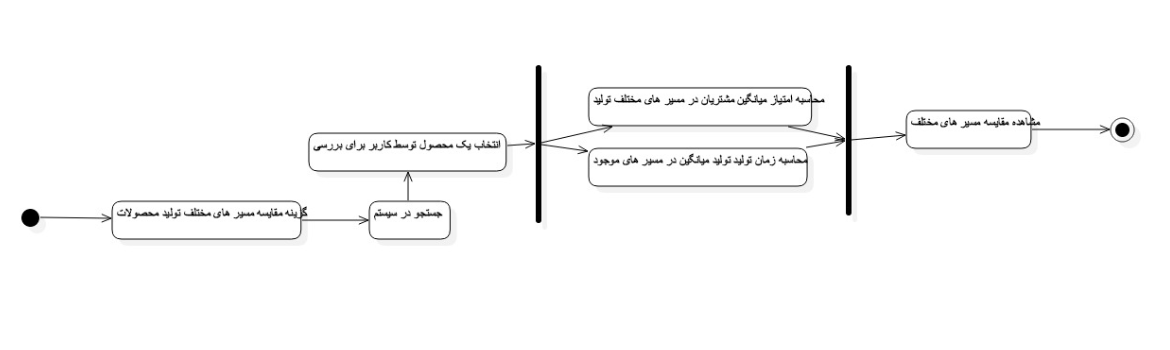 گزینه مقایسه مسیر های مختلف تولید محصولات
جستجو در سیستم
انتخاب یک محصول توسط کاربر برای بررسی
محاسبه امتیاز میانگین مشتریان در مسیر های مختلف تولید
محاسبه زمان تولید تولید میانگین در مسیر های موجود
مشاهده مقایسه مسیر های مختلف